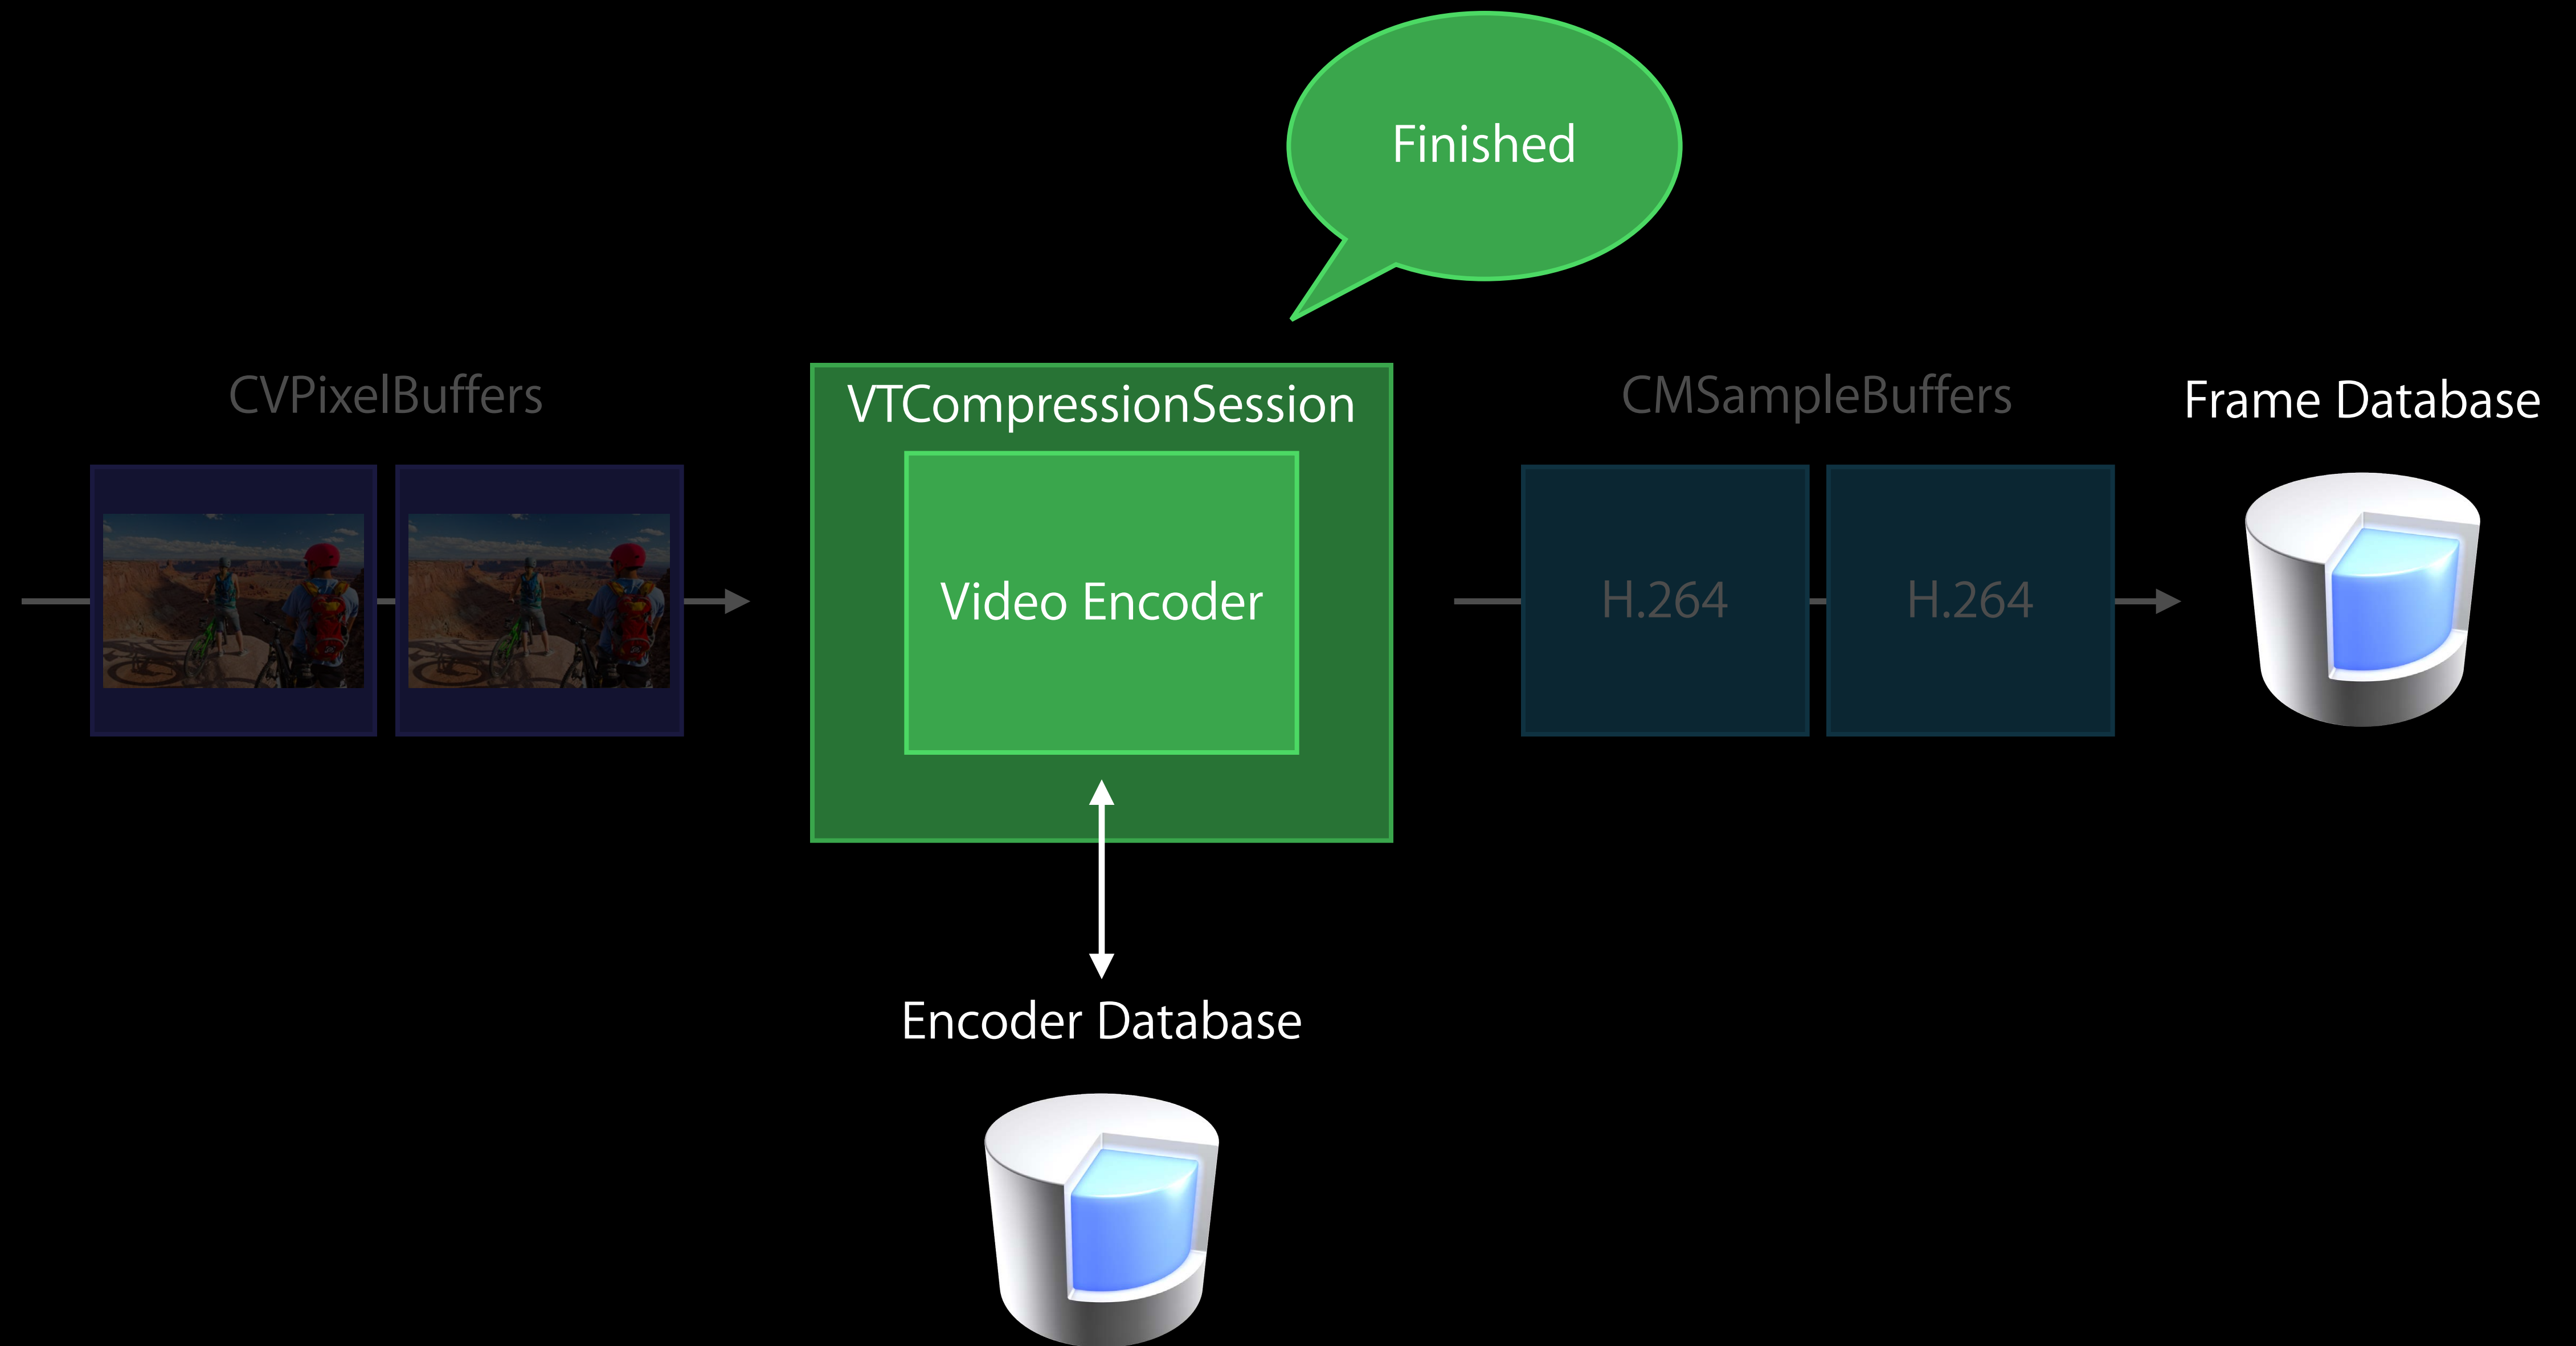 Finished
CVPixelBuffers
VTCompressionSession
CMSampleBuffers
Frame Database
Video Encoder
H.264
H.264
Encoder Database